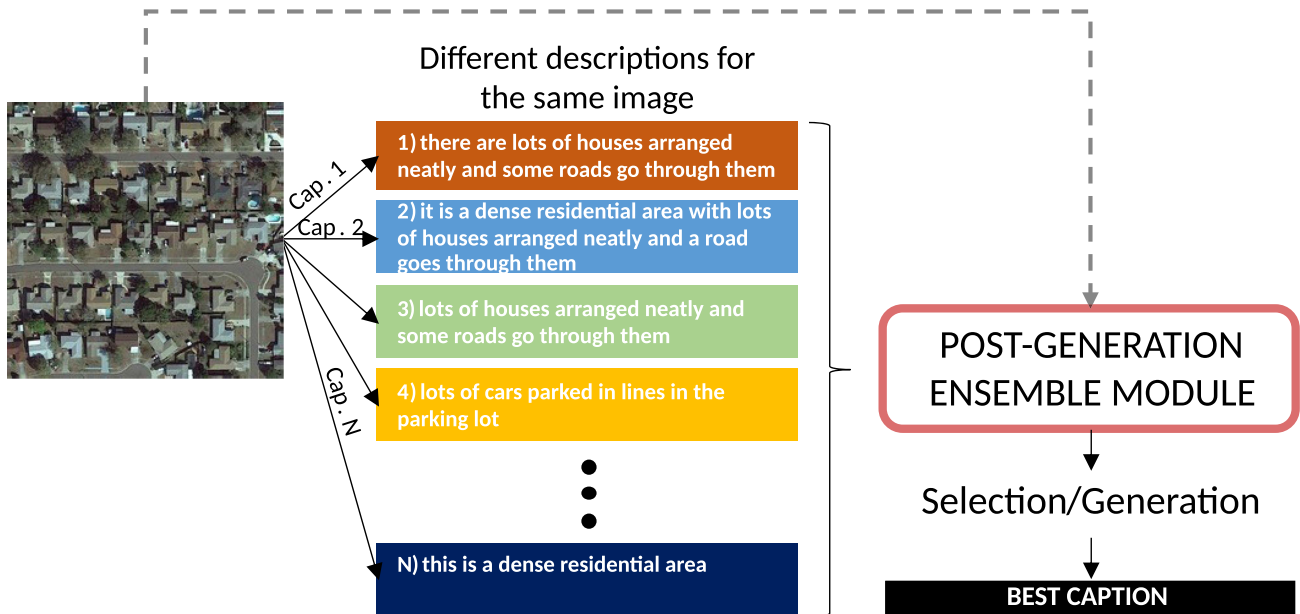 Different descriptions for
the same image
Cap.1
Cap.2
Cap.N
1) there are lots of houses arranged
neatly and some roads go through them
2) it is a dense residential area with lots
of houses arranged neatly and a road
goes through them
3) lots of houses arranged neatly and
some roads go through them
4) lots of cars parked in lines in the
parking lot
N) this is a dense residential area
POST-GENERATION
ENSEMBLE MODULE
Selection/Generation
BEST CAPTION